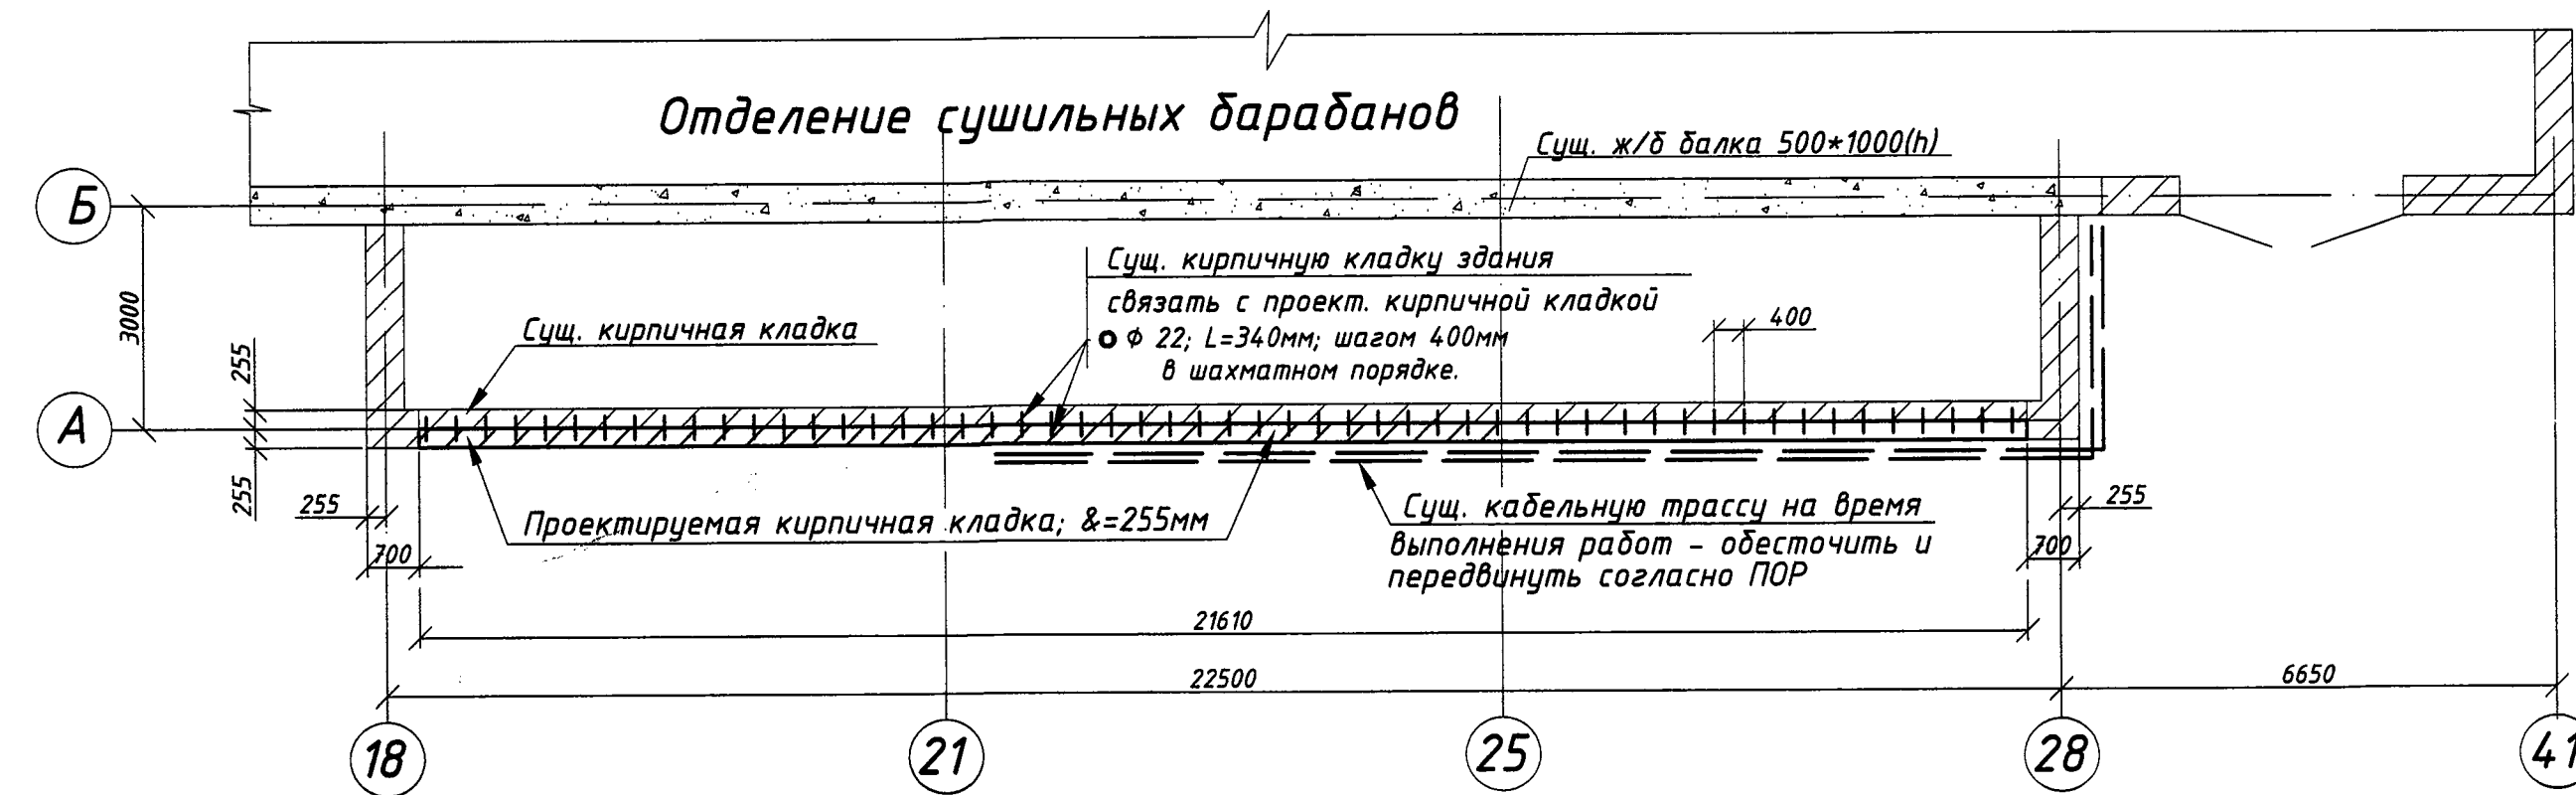 Отделение сушильных барабанов
Сущ. ж/б балка 500*1000(h)
Б
3000
Сущ. кирпичную кладку здания
связать с проект. кирпичной кладкой
Ф 22; L=340мм; шагом 400мм
в шахматном порядке.
400
Сущ. кирпичная кладка
255
А
255
255
Проектируемая кирпичная кладка; &=255мм
Сущ. кабельную трассу на время
выполнения работ - обесточить и
передвинуть согласно ПОР
255
700
700
21610
22500
6650
18
21
25
28
41